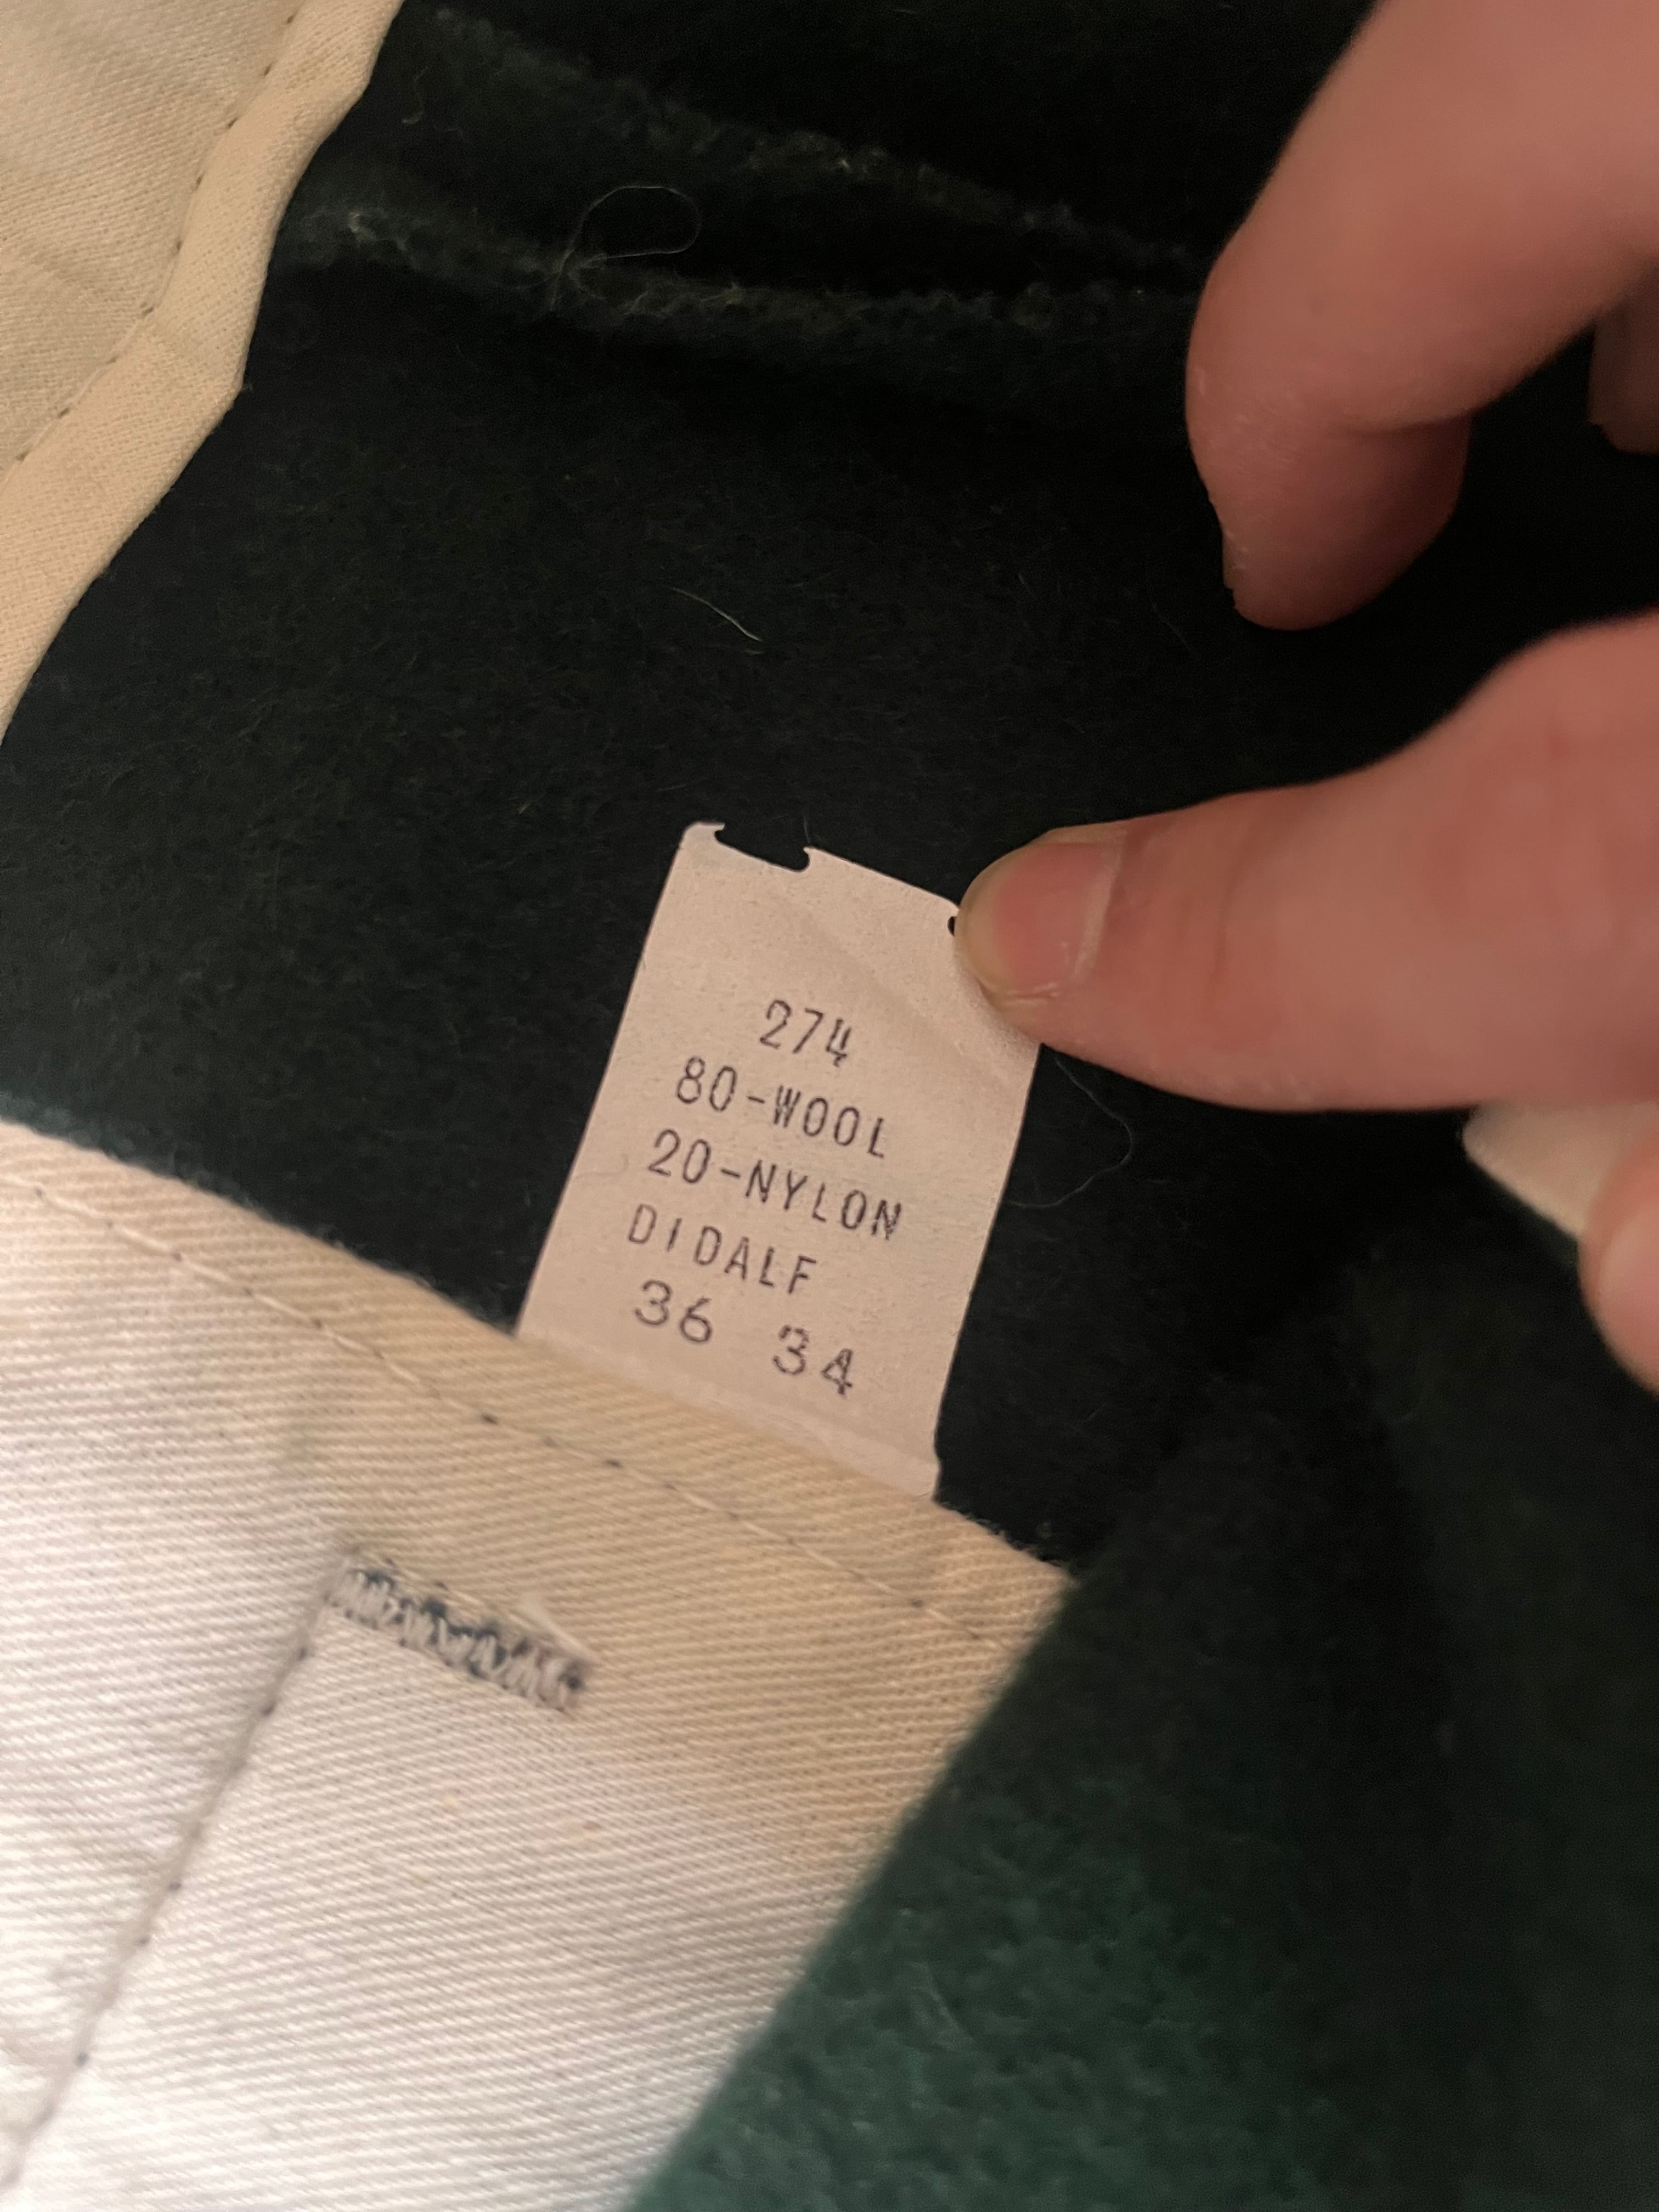 274
80-WOOL
20-NYLON
DIDALF
36 34